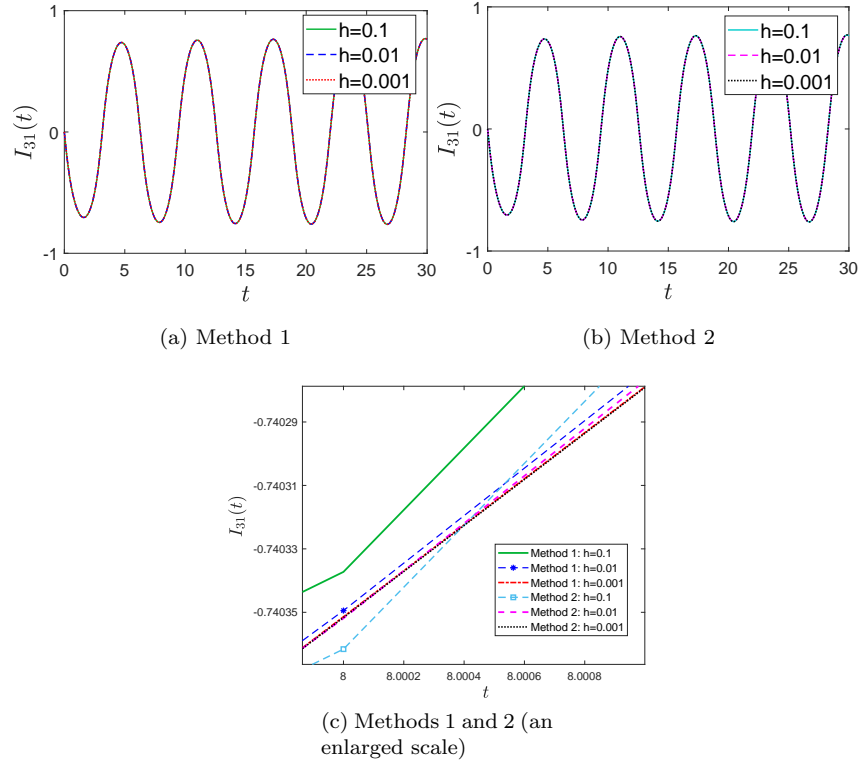 1
h=0.1
h=0.01
h=0.001
I31(t)
0
-1
0 5 10 15 20 25 30
t
(a) Method 1
1
h=0.1
h=0.01
h=0.001
I31(t)
0
-1
0 5 10 15 20 25 30
t
(b) Method 2
-0.74029
-0.74031
I31(t)
-0.74033
-0.74035
Method 1: h=0.1
Method 1: h=0.01
Method 1: h=0.001
Method 2: h=0.1
Method 2: h=0.01
Method 2: h=0.001
8 8.0002 8.0004 8.0006 8.0008
t
(c) Methods 1 and 2 (an
enlarged scale)